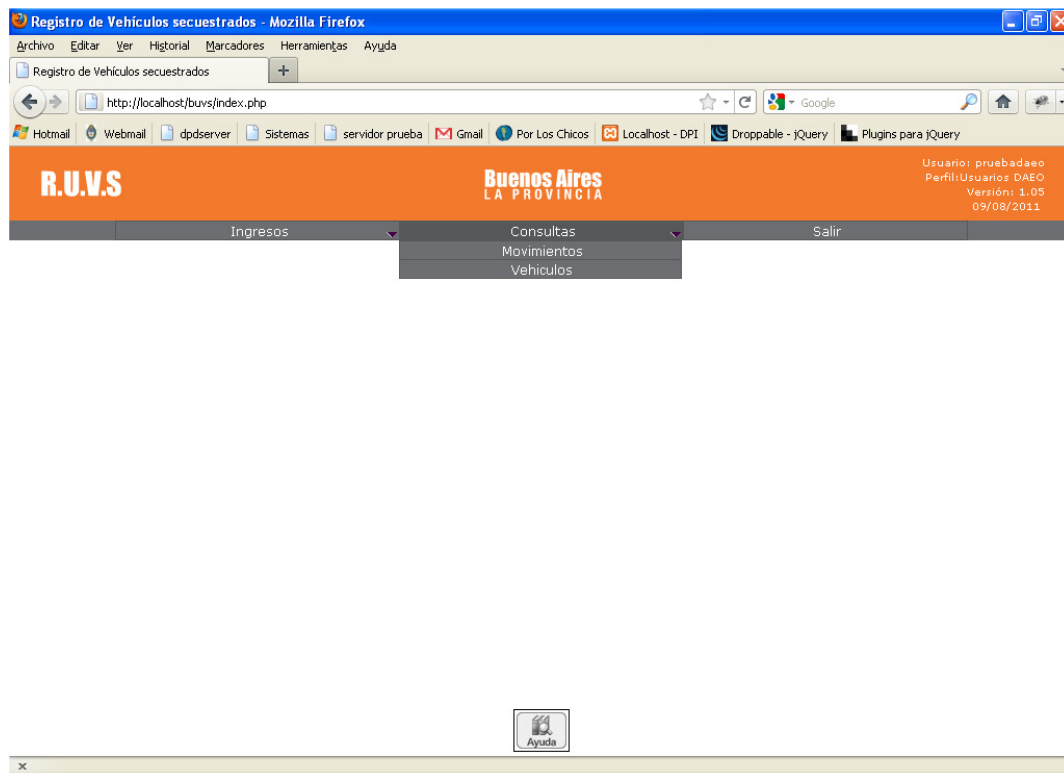 Registro de Vehículos secuestrados - Mozilla Firefox
Archivo Editar Ver Historial Marcadores Herramientas Ayuda
Registro de Vehículos secuestrados
http://localhost/buvs/index.php Google
Hotmail Webmail dpdserver Sistemas servidor prueba Gmail Por Los Chicos Localhost - DPI Droppable - jQuery Plugins para jQuery
R.U.V.S
Buenos Aires
LA PROVINCIA
Usuario: pruebadaeo
Perfil:Usuarios DAEO
Versión: 1.05
09/08/2011
Ingresos Consultas Salir
Movimientos
Vehiculos
Ayuda